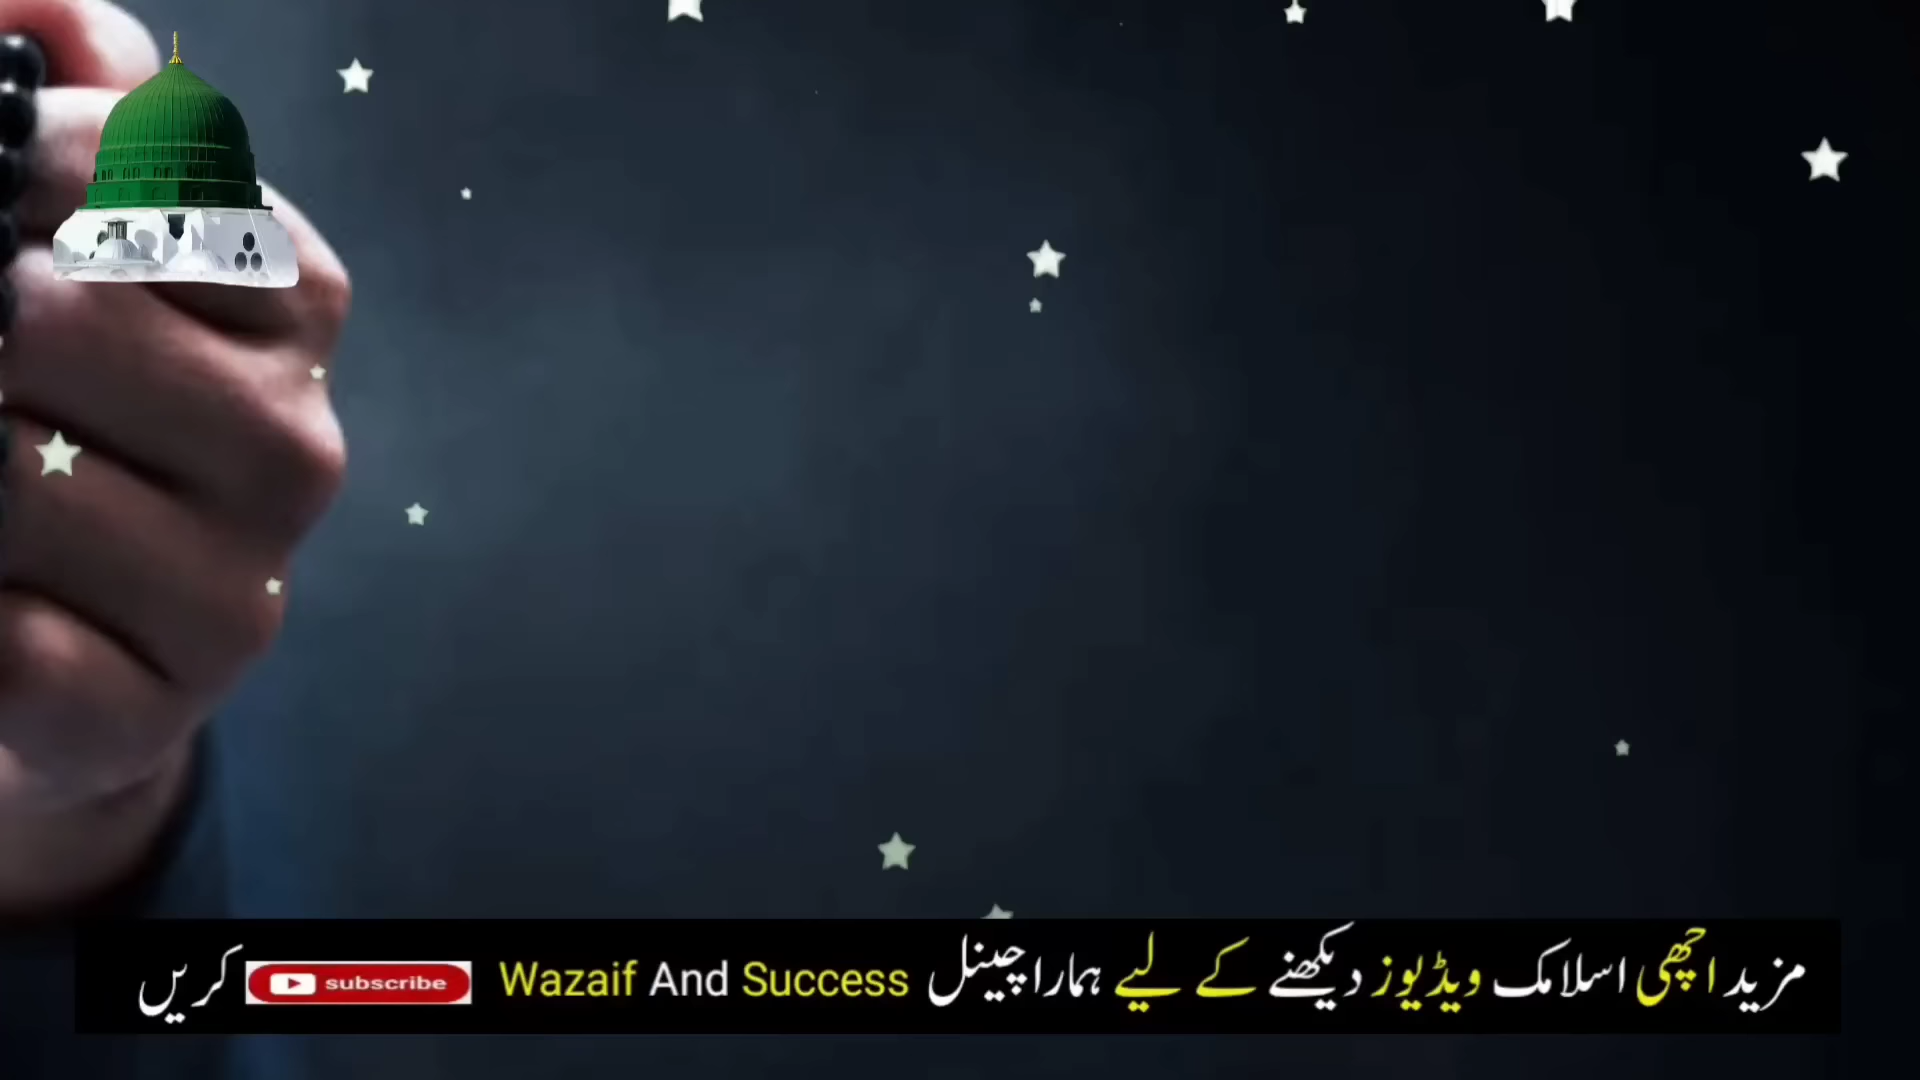 مزید اچھی اسلامک ویڈیوز دیکھنے کے لیے ہمارا چینل Wazaif And Success subscribe کریں